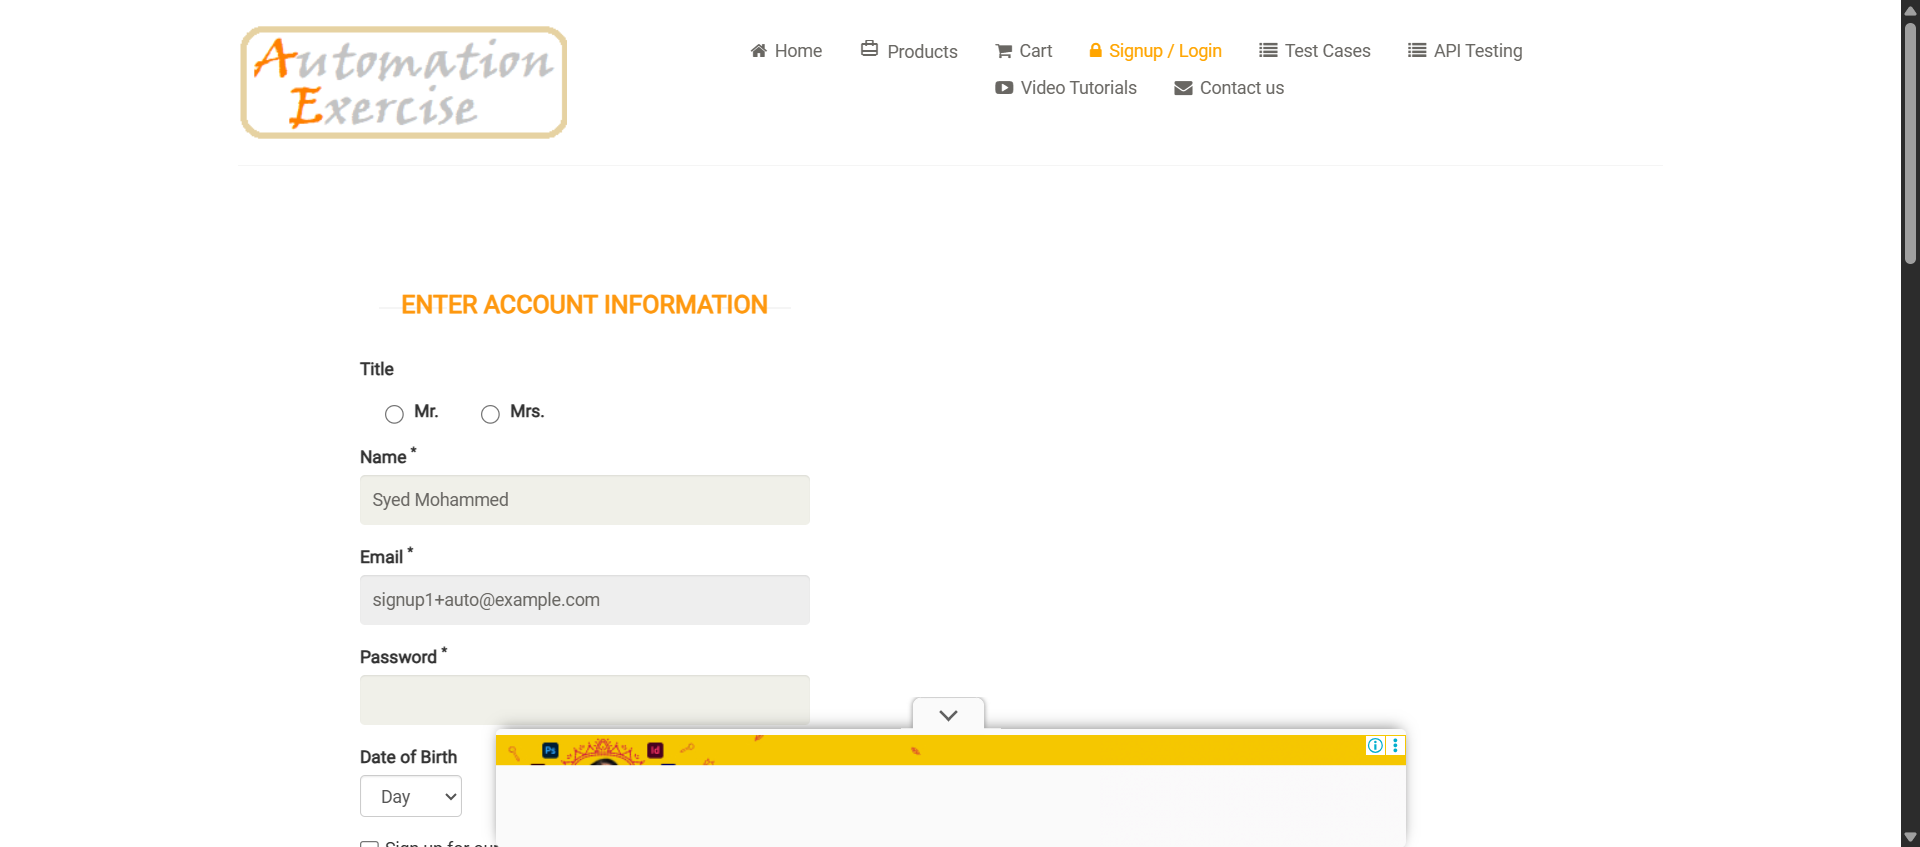 Automation
Exercise
Home
Products
Cart
Signup / Login
Test Cases
API Testing
Video Tutorials
Contact us
ENTER ACCOUNT INFORMATION
Title
Mr.
Mrs.
Name *
Syed Mohammed
Email *
signup1+auto@example.com
Password *
Date of Birth
Day
Ps
Id
Sign up for our